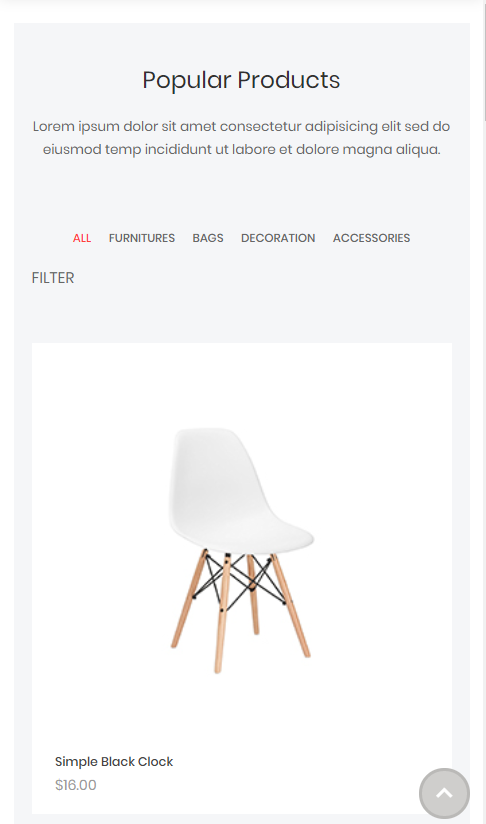 Popular Products
Lorem ipsum dolor sit amet consectetur adipisicing elit sed do
eiusmod temp incididunt ut labore et dolore magna aliqua.
ALL FURNITURES BAGS DECORATION ACCESSORIES
FILTER
Simple Black Clock
$16.00